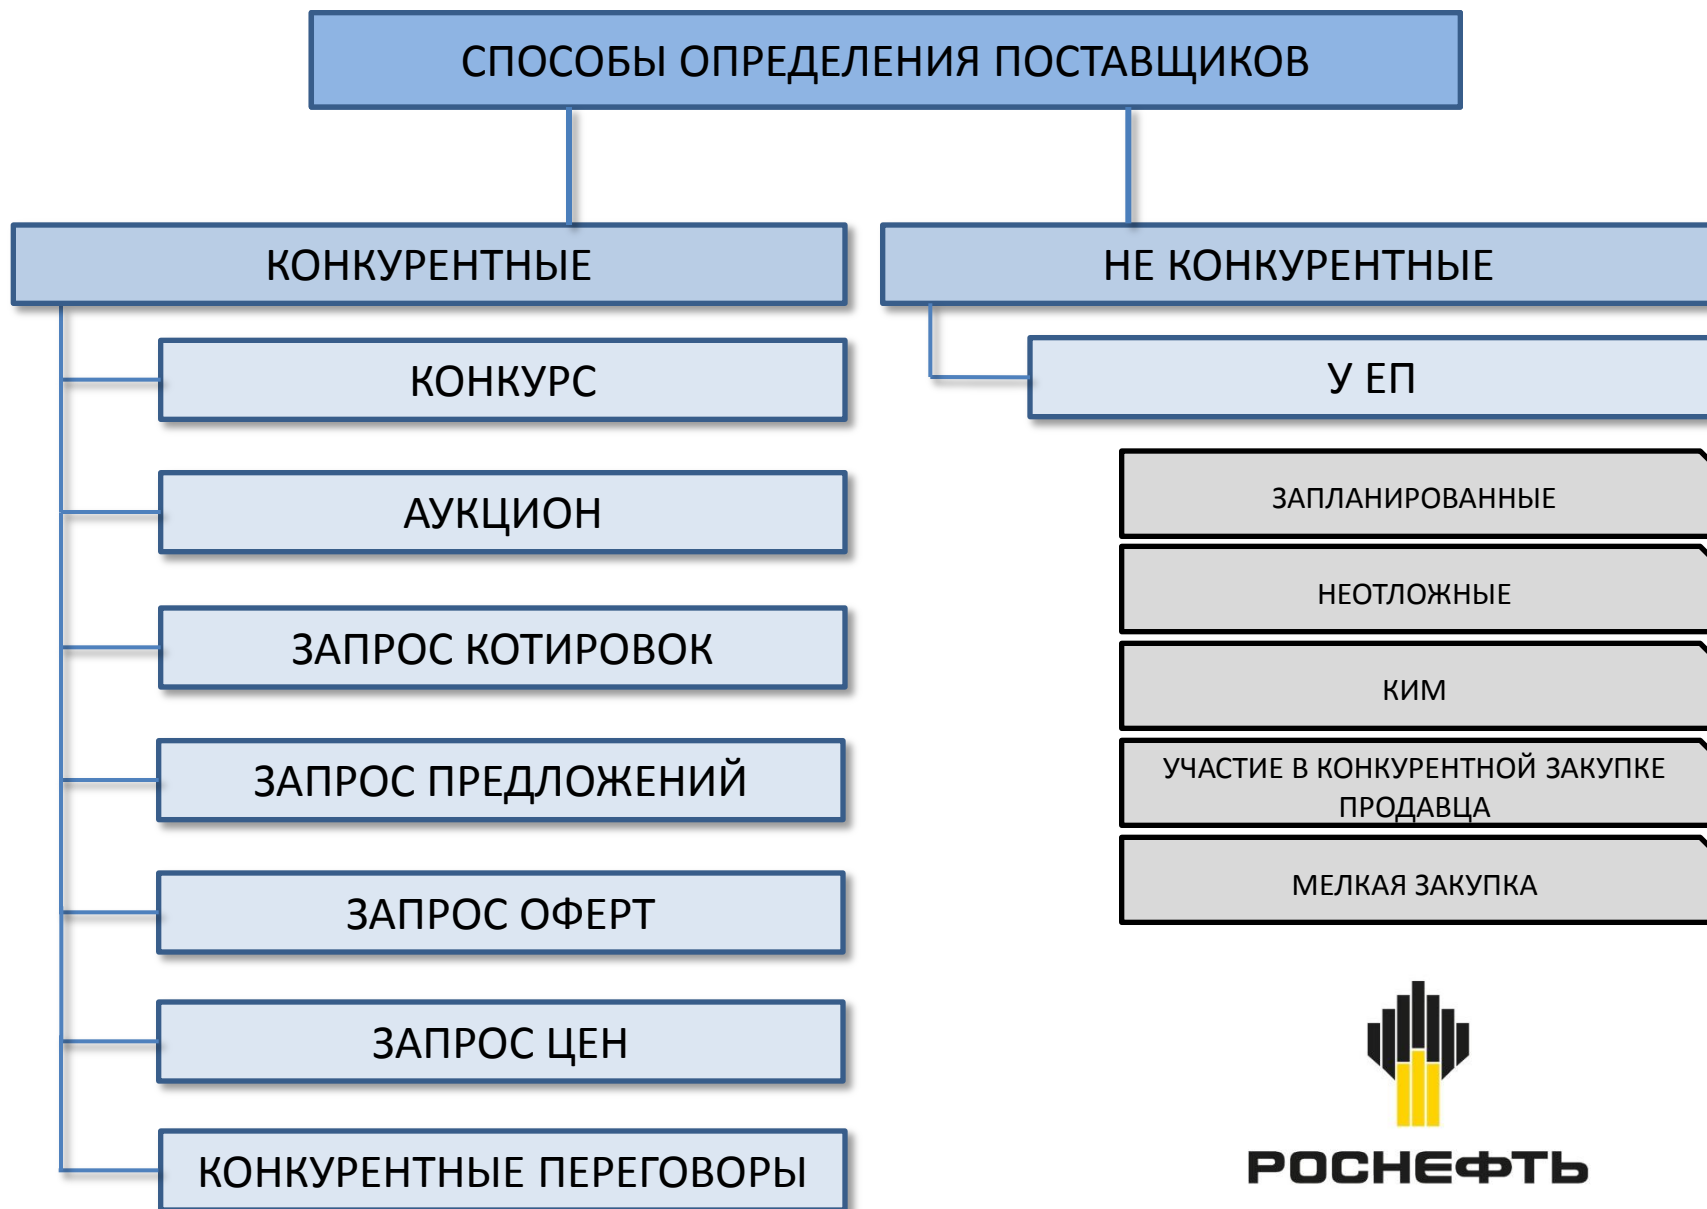 СПОСОБЫ ОПРЕДЕЛЕНИЯ ПОСТАВЩИКОВ
КОНКУРЕНТНЫЕ
КОНКУРС
АУКЦИОН
ЗАПРОС КОТИРОВОК
ЗАПРОС ПРЕДЛОЖЕНИЙ
ЗАПРОС ОФЕРТ
ЗАПРОС ЦЕН
КОНКУРЕНТНЫЕ ПЕРЕГОВОРЫ
НЕ КОНКУРЕНТНЫЕ
У ЕП
ЗАПЛАНИРОВАННЫЕ
НЕОТЛОЖНЫЕ
КИМ
УЧАСТИЕ В КОНКУРЕНТНОЙ ЗАКУПКЕ
ПРОДАВЦА
МЕЛКАЯ ЗАКУПКА
РОСНЕФТЬ